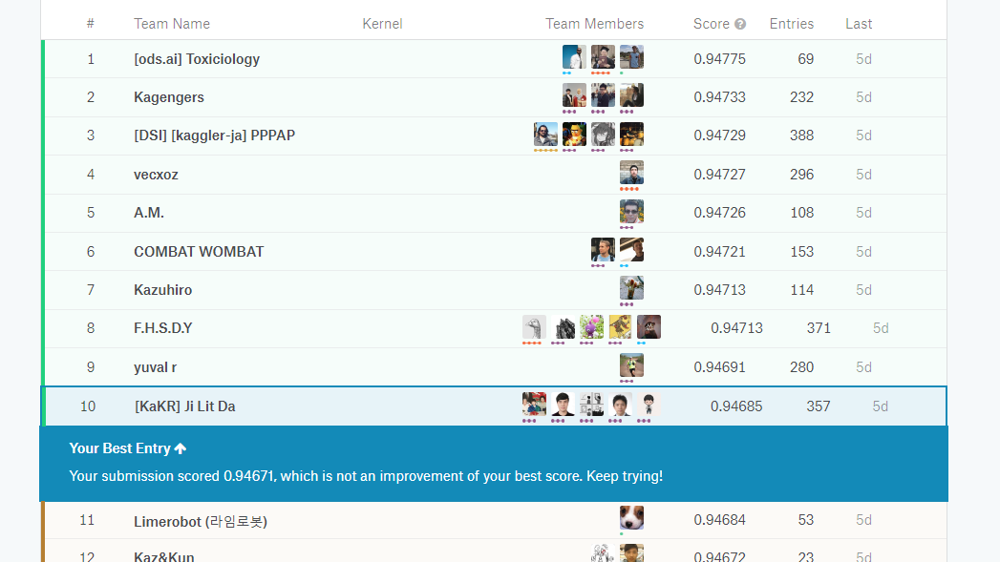 # Team Name Kernel Team Members Score ? Entries Last
1 [ods.ai] Toxiciology 0.94775 69 5d
2 Kagengers 0.94733 232 5d
3 [DSI] [kaggler-ja] PPPAP 0.94729 388 5d
4 vecxoz 0.94727 296 5d
5 A.M. 0.94726 108 5d
6 COMBAT WOMBAT 0.94721 153 5d
7 Kazuhiro 0.94713 114 5d
8 F.H.S.D.Y 0.94713 371 5d
9 yuval r 0.94691 280 5d
10 [KaKR] Ji Lit Da 0.94685 357 5d
Your Best Entry
Your submission scored 0.94671, which is not an improvement of your best score. Keep trying!
11 Limerobot (라임로봇) 0.94684 53 5d
12 Kaz&Kun 0.94672 23 5d